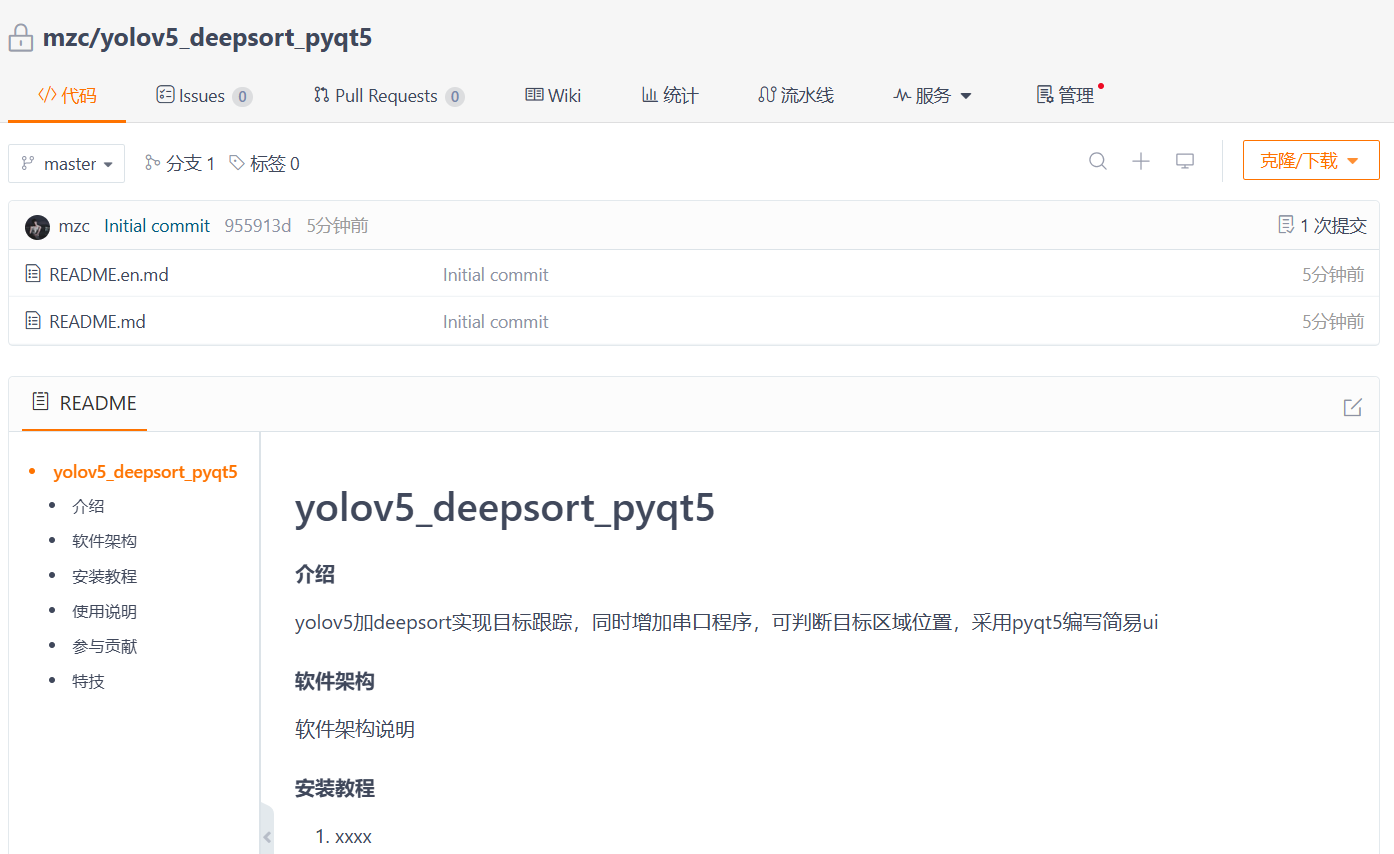 mzc/yolov5_deepsort_pyqt5
代码 Issues 0 Pull Requests 0 Wiki 统计 流水线 服务 管理
master 分支 1 标签 0 克隆/下载
mzc Initial commit 955913d 5分钟前 1 次提交
README.en.md Initial commit 5分钟前
README.md Initial commit 5分钟前
README
yolov5_deepsort_pyqt5
介绍
软件架构
安装教程
使用说明
参与贡献
特技
yolov5_deepsort_pyqt5
介绍
yolov5加deepsort实现目标跟踪，同时增加串口程序，可判断目标区域位置，采用pyqt5编写简易ui
软件架构
软件架构说明
安装教程
1. xxxx